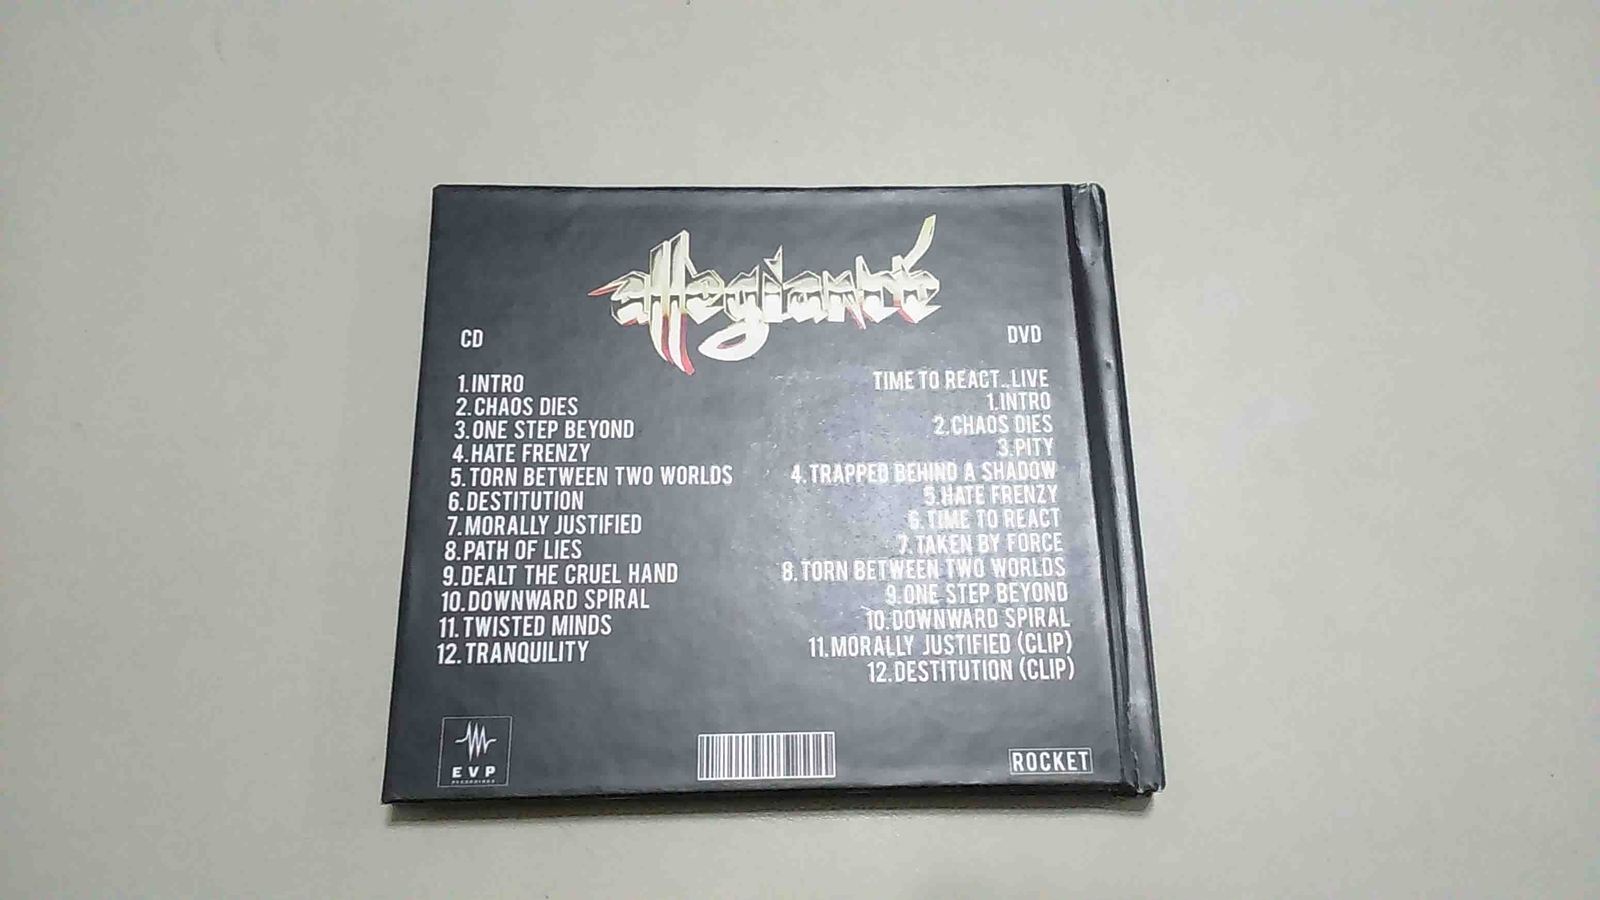 allegiance
CD
1.INTRO
2.CHAOS DIES
3.ONE STEP BEYOND
4.HATE FRENZY
5.TORN BETWEEN TWO WORLDS
6.DESTITUTION
7.MORALLY JUSTIFIED
8.PATH OF LIES
9.DEALT THE CRUEL HAND
10.DOWNWARD SPIRAL
11.TWISTED MINDS
12.TRANQUILITY
DVD
TIME TO REACT..LIVE
1.INTRO
2.CHAOS DIES
3.PITY
4.TRAPPED BEHIND A SHADOW
5.HATE FRENZY
6.TIME TO REACT
7.TAKEN BY FORCE
8.TORN BETWEEN TWO WORLDS
9.ONE STEP BEYOND
10.DOWNWARD SPIRAL
11.MORALLY JUSTIFIED (CLIP)
12.DESTITUTION (CLIP)
EVP
RECORDINGS
ROCKET